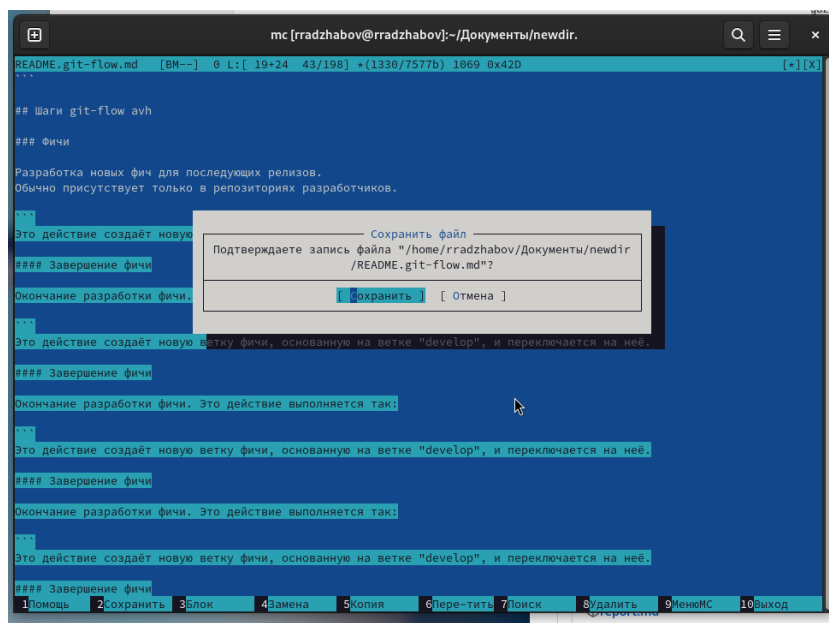 mc [rradzhabov@rradzhabov]:~/Документы/newdir.
README.git-flow.md [BM--] 0 L:[ 19+24 43/198] *(1330/7577b) 1069 0x42D [*][X]
```
## Шаги git-flow avh
### Фичи
Разработка новых фич для последующих релизов.
Обычно присутствует только в репозиториях разработчиков.
```
Это действие создаёт новую
#### Завершение фичи
Окончание разработки фичи.
Сохранить файл
Подтверждаете запись файла "/home/rradzhabov/Документы/newdir
/README.git-flow.md"?
[ Сохранить ] [ Отмена ]
```
Это действие создаёт новую ветку фичи, основанную на ветке "develop", и переключается на неё.
#### Завершение фичи
Окончание разработки фичи. Это действие выполняется так:
```
Это действие создаёт новую ветку фичи, основанную на ветке "develop", и переключается на неё.
#### Завершение фичи
Окончание разработки фичи. Это действие выполняется так:
```
Это действие создаёт новую ветку фичи, основанную на ветке "develop", и переключается на неё.
#### Завершение фичи
1Помощь 2Сохранить 3Блок 4Замена 5Копия 6Пере~тить 7Поиск 8Удалить 9МенюМС 10Выход
report.md